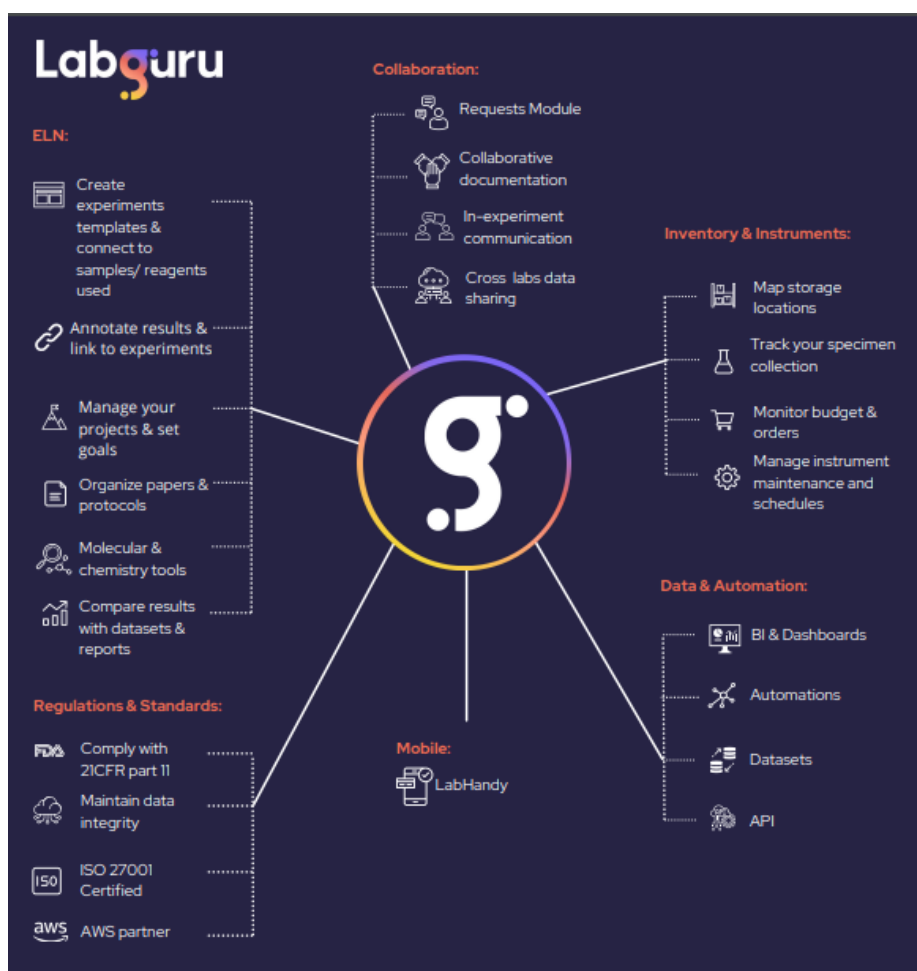 Labguru
ELN:
Create
experiments
templates &
connect to
samples/ reagents
used
Annotate results &
link to experiments
Manage your
projects & set
goals
Organize papers &
protocols
Molecular &
chemistry tools
Compare results
with datasets &
reports
Regulations & Standards:
FDA
Comply with
21CFR part 11
Maintain data
integrity
ISO
ISO 27001
Certified
aws
AWS partner
Collaboration:
Requests Module
Collaborative
documentation
In-experiment
communication
Cross labs data
sharing
g
Mobile:
LabHandy
Inventory & Instruments:
Map storage
locations
Track your specimen
collection
Monitor budget &
orders
Manage instrument
maintenance and
schedules
Data & Automation:
BI & Dashboards
Automations
Datasets
API